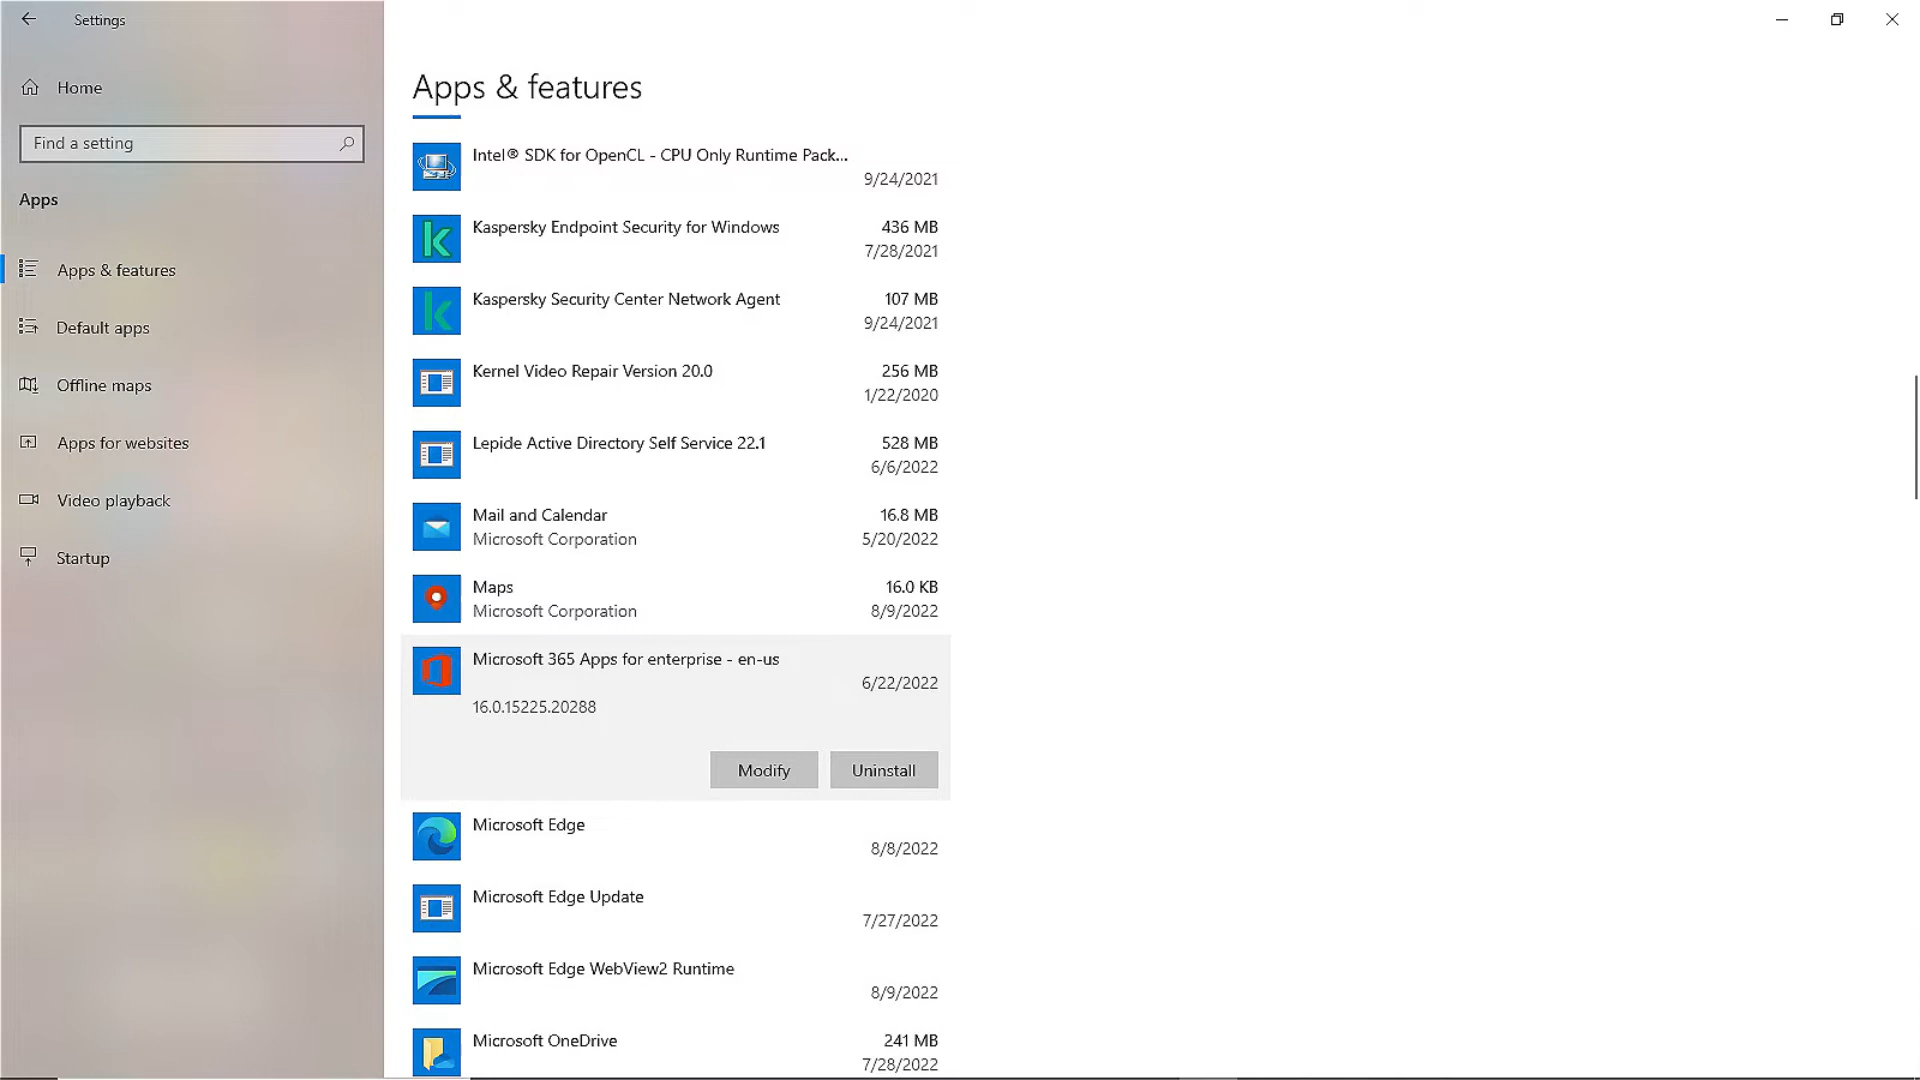 Settings
Home
Find a setting
Apps
Apps & features
Default apps
Offline maps
Apps for websites
Video playback
Startup
Apps & features
Intel® SDK for OpenCL - CPU Only Runtime Pack...
9/24/2021
Kaspersky Endpoint Security for Windows 436 MB
7/28/2021
Kaspersky Security Center Network Agent 107 MB
9/24/2021
Kernel Video Repair Version 20.0 256 MB
1/22/2020
Lepide Active Directory Self Service 22.1 528 MB
6/6/2022
Mail and Calendar 16.8 MB
Microsoft Corporation 5/20/2022
Maps 16.0 KB
Microsoft Corporation 8/9/2022
Microsoft 365 Apps for enterprise - en-us
6/22/2022
16.0.15225.20288
Modify Uninstall
Microsoft Edge
8/8/2022
Microsoft Edge Update
7/27/2022
Microsoft Edge WebView2 Runtime
8/9/2022
Microsoft OneDrive 241 MB
7/28/2022